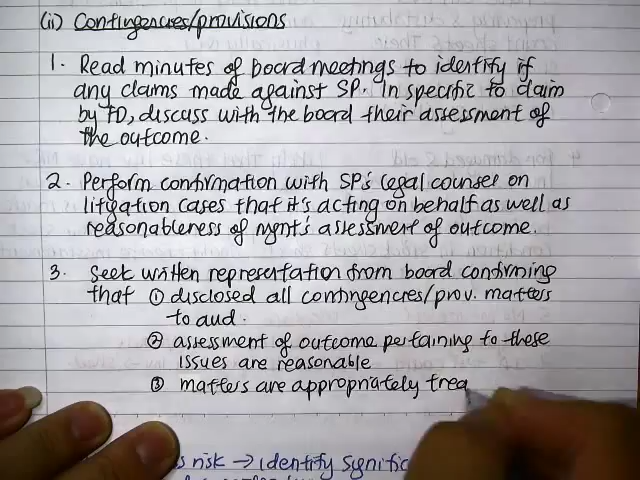 (ii) Contingencies/provisions
1. Read minutes of board meetings to identify if
any claims made against SP. In specific to claim
by TD, discuss with the board their assessment of
the outcome.
2. Perform confirmation with SP's legal counsel on
litigation cases that it's acting on behalf as well as
reasonableness of mgnt's assessment of outcome.
3. Seek written representation from board confirming
that ① disclosed all contingencies/prov. matters
to aud.
② assessment of outcome pertaining to these
issues are reasonable
③ matters are appropriately trea
risk → identify signific